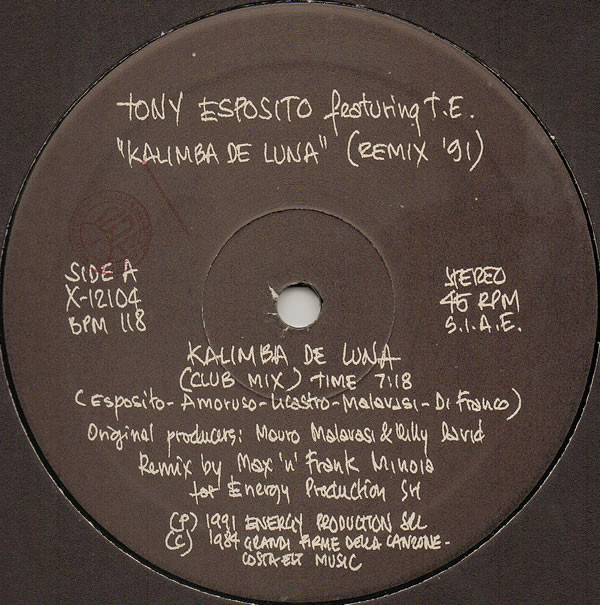 TONY ESPOSITO featuring T.E.
"KALIMBA DE LUNA" (REMIX '91)
SIDE A
X-12104
BPM 118
STEREO
45 RPM
S.I.A.E.
KALIMBA DE LUNA
(CLUB MIX) TIME 7:18
(Esposito-Amoruso-Licastro-Malavasi-Di Franco)
Original producers: Mauro Malavasi & Willy David
Remix by Max 'n' Frank Minoia
for Energy Production Srl
(P) 1991 ENERGY PRODUCITON SRL
(C) 1984 GRANDI FIRME DELLA CANZONE-
COSTA-EST MUSIC